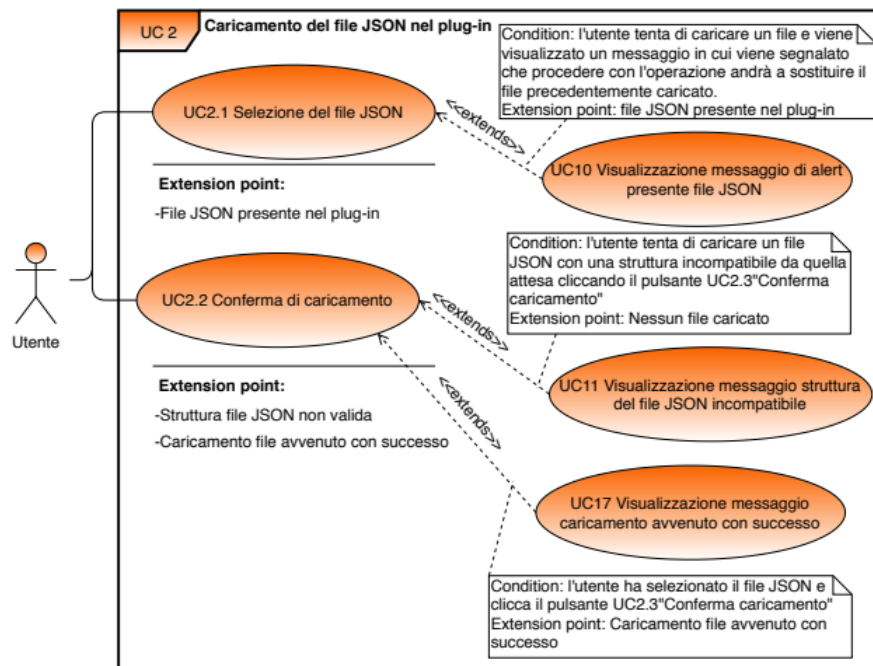 UC 2
Caricamento del file JSON nel plug-in
Condition: l'utente tenta di caricare un file e viene
visualizzato un messaggio in cui viene segnalato
che procedere con l'operazione andrà a sostituire il
file precedentemente caricato.
Extension point: file JSON presente nel plug-in
UC2.1 Selezione del file JSON
<<extends>>
UC10 Visualizzazione messaggio di alert
presente file JSON
Extension point:
-File JSON presente nel plug-in
Condition: l'utente tenta di caricare un file
JSON con una struttura incompatibile da quella
attesa cliccando il pulsante UC2.3"Conferma
caricamento"
Extension point: Nessun file caricato
Utente
UC2.2 Conferma di caricamento
<<extends>>
UC11 Visualizzazione messaggio struttura
del file JSON incompatibile
Extension point:
-Struttura file JSON non valida
-Caricamento file avvenuto con successo
<<extends>>
UC17 Visualizzazione messaggio
caricamento avvenuto con successo
Condition: l'utente ha selezionato il file JSON e
clicca il pulsante UC2.3"Conferma caricamento"
Extension point: Caricamento file avvenuto con
successo